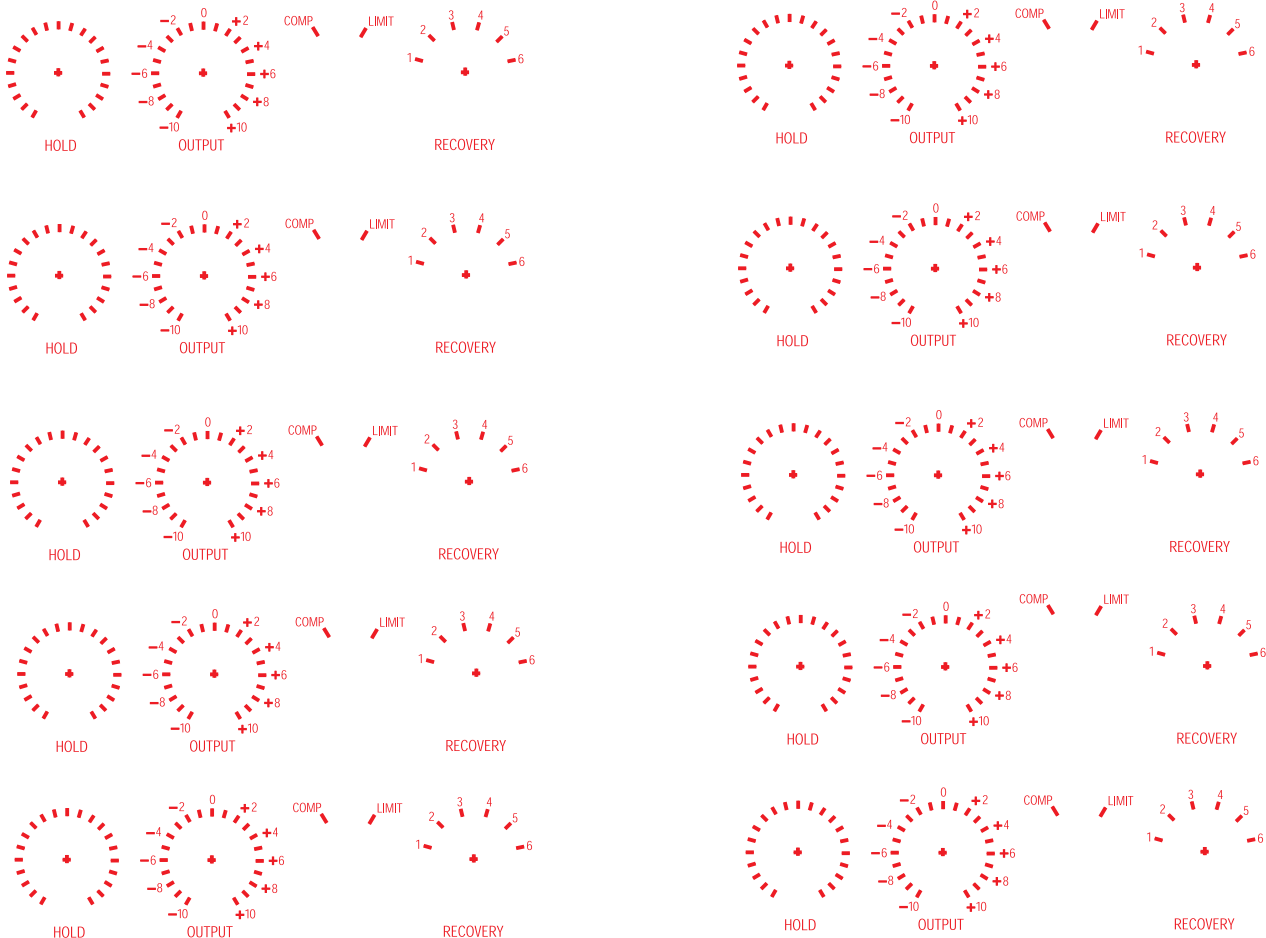 −2 0 +2 COMP LIMIT 3 4
−4 +4 2 5
−6 +6 1 6
−8 +8
−10 +10
HOLD OUTPUT RECOVERY
−2 0 +2 COMP LIMIT 3 4
−4 +4 2 5
−6 +6 1 6
−8 +8
−10 +10
HOLD OUTPUT RECOVERY
−2 0 +2 COMP LIMIT 3 4
−4 +4 2 5
−6 +6 1 6
−8 +8
−10 +10
HOLD OUTPUT RECOVERY
−2 0 +2 COMP LIMIT 3 4
−4 +4 2 5
−6 +6 1 6
−8 +8
−10 +10
HOLD OUTPUT RECOVERY
−2 0 +2 COMP LIMIT 3 4
−4 +4 2 5
−6 +6 1 6
−8 +8
−10 +10
HOLD OUTPUT RECOVERY
−2 0 +2 COMP LIMIT 3 4
−4 +4 2 5
−6 +6 1 6
−8 +8
−10 +10
HOLD OUTPUT RECOVERY
−2 0 +2 COMP LIMIT 3 4
−4 +4 2 5
−6 +6 1 6
−8 +8
−10 +10
HOLD OUTPUT RECOVERY
−2 0 +2 COMP LIMIT 3 4
−4 +4 2 5
−6 +6 1 6
−8 +8
−10 +10
HOLD OUTPUT RECOVERY
−2 0 +2 COMP LIMIT 3 4
−4 +4 2 5
−6 +6 1 6
−8 +8
−10 +10
HOLD OUTPUT RECOVERY
−2 0 +2 COMP LIMIT 3 4
−4 +4 2 5
−6 +6 1 6
−8 +8
−10 +10
HOLD OUTPUT RECOVERY